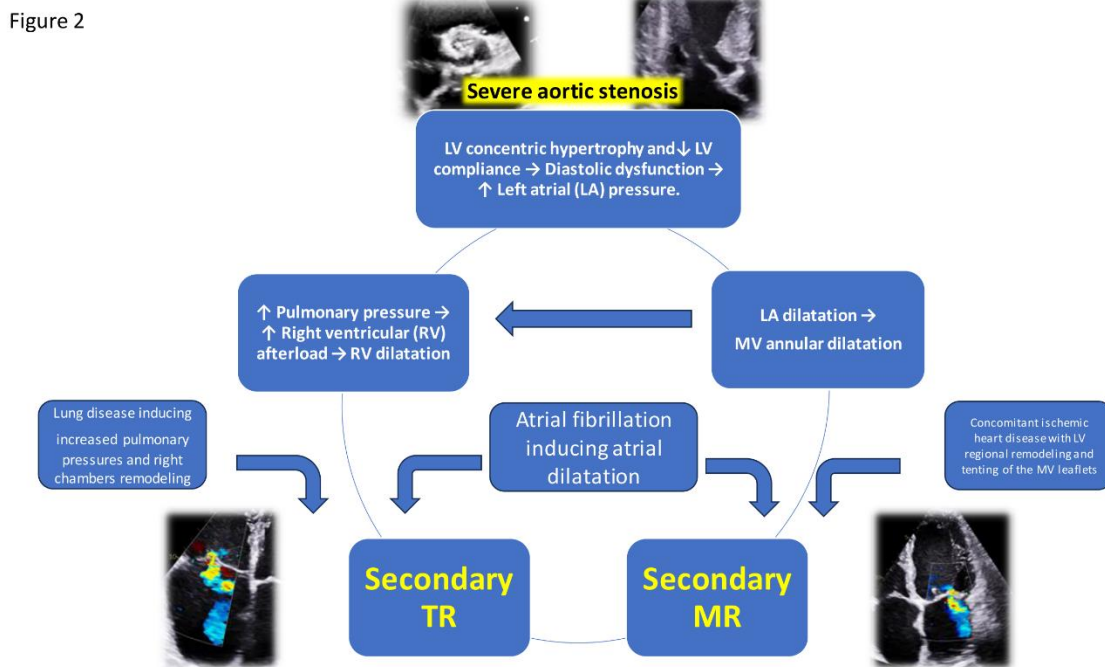 Figure 2
Severe aortic stenosis
LV concentric hypertrophy and ↓ LV
compliance → Diastolic dysfunction →
↑ Left atrial (LA) pressure.
↑ Pulmonary pressure →
↑ Right ventricular (RV)
afterload → RV dilatation
LA dilatation →
MV annular dilatation
Lung disease inducing
increased pulmonary
pressures and right
chambers remodeling
Atrial fibrillation
inducing atrial
dilatation
Concomitant ischemic
heart disease with LV
regional remodeling and
tenting of the MV leaflets
Secondary
TR
Secondary
MR